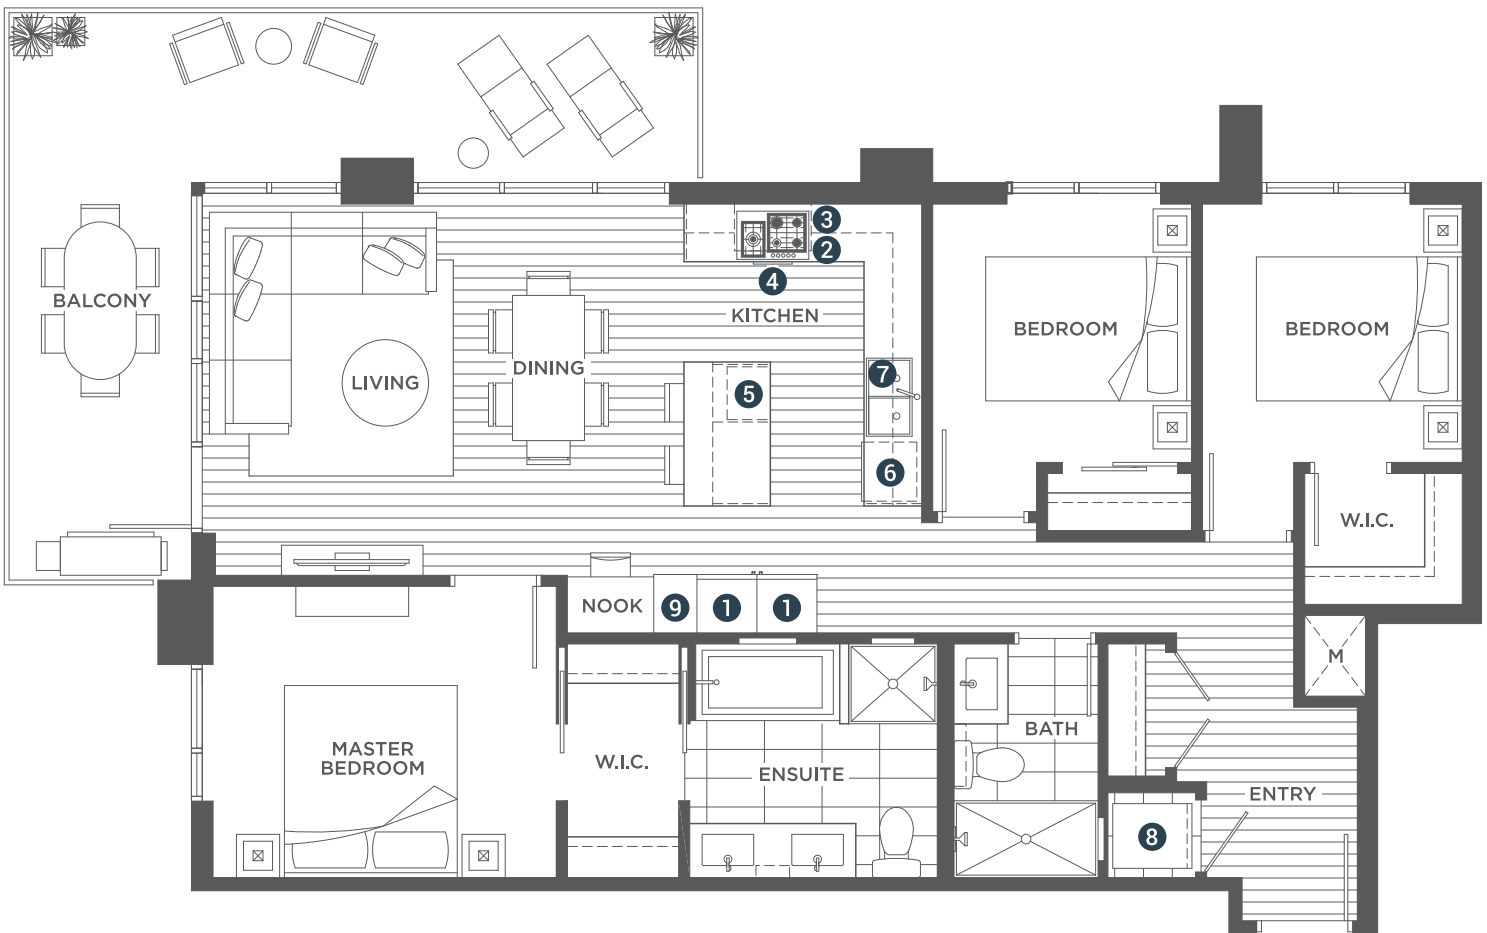 3
2
4
BALCONY
KITCHEN
BEDROOM
BEDROOM
DINING
7
LIVING
5
6
W.I.C.
NOOK
9
1
1
M
BATH
MASTER
BEDROOM
W.I.C.
ENSUITE
ENTRY
8